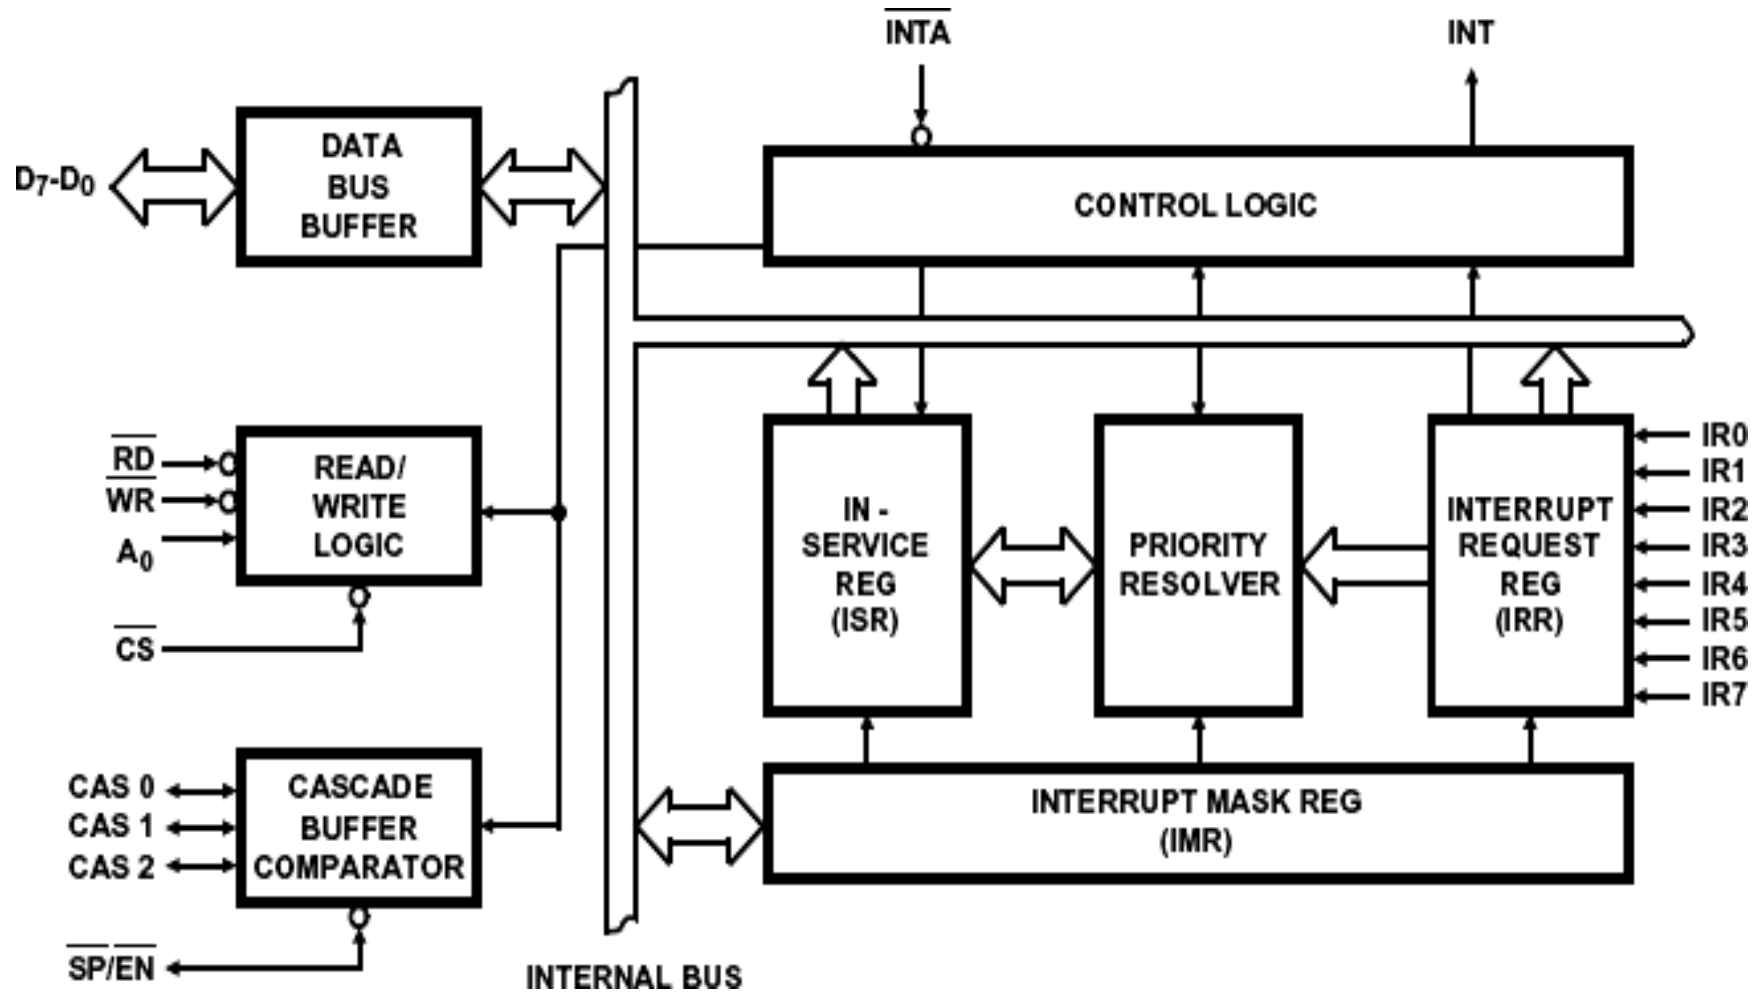 INTA
INT
D7-D0
DATA
BUS
BUFFER
CONTROL LOGIC
RD
WR
A0
READ/
WRITE
LOGIC
CS
IN -
SERVICE
REG
(ISR)
PRIORITY
RESOLVER
INTERRUPT
REQUEST
REG
(IRR)
IR0
IR1
IR2
IR3
IR4
IR5
IR6
IR7
CAS 0
CAS 1
CAS 2
CASCADE
BUFFER
COMPARATOR
INTERRUPT MASK REG
(IMR)
SP/EN
INTERNAL BUS